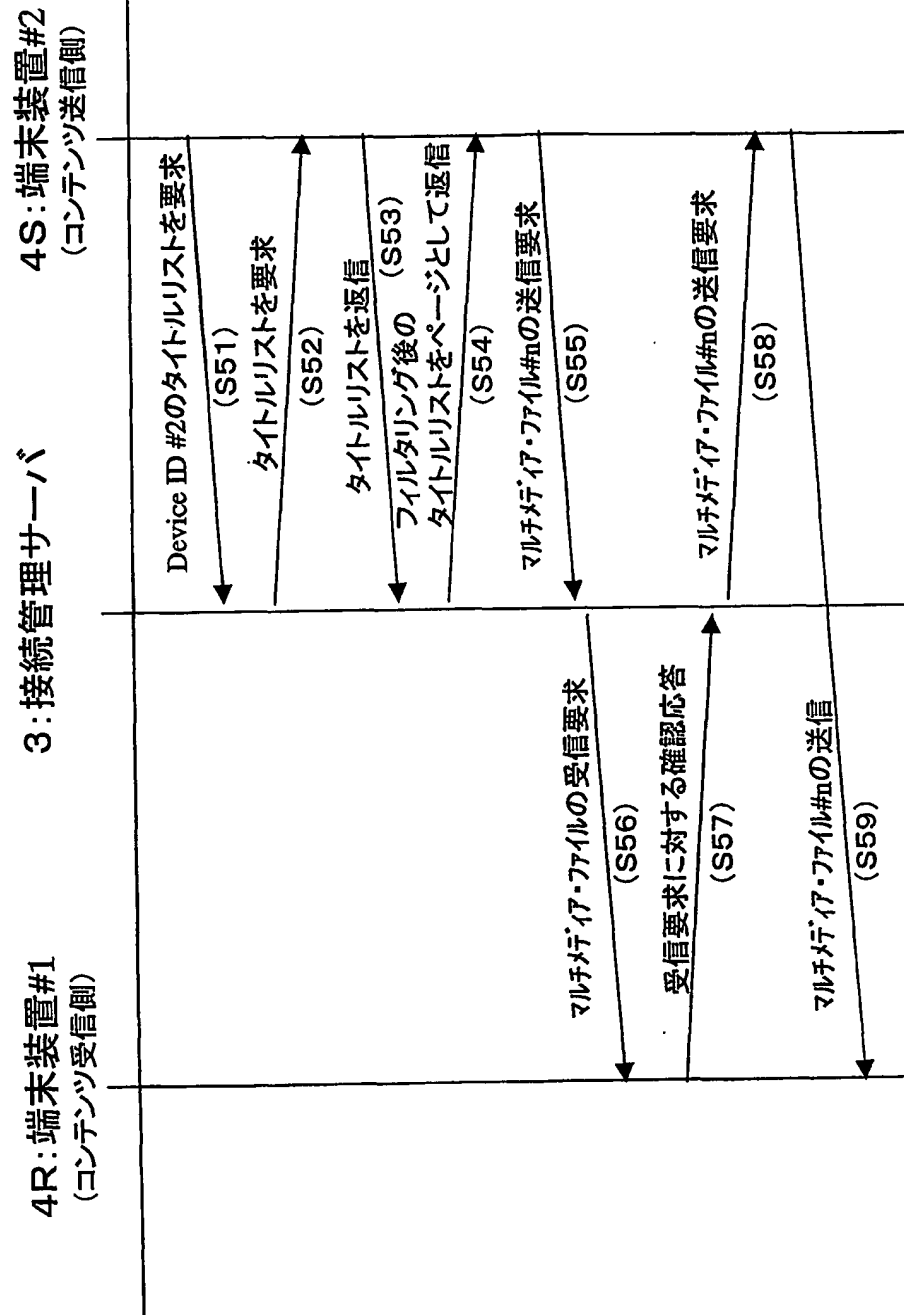 4R:端末装置#1
(コンテンツ受信側)
3:接続管理サーバ
4S:端末装置#2
(コンテンツ送信側)
Device ID #2のタイトルリストを要求
(S51)
タイトルリストを要求
(S52)
タイトルリストを返信
(S53)
フィルタリング後の
タイトルリストをページとして返信
(S54)
マルチメディア・ファイル#nの送信要求
(S55)
マルチメディア・ファイルの受信要求
(S56)
受信要求に対する確認応答
(S57)
マルチメディア・ファイル#nの送信要求
(S58)
マルチメディア・ファイル#nの送信
(S59)